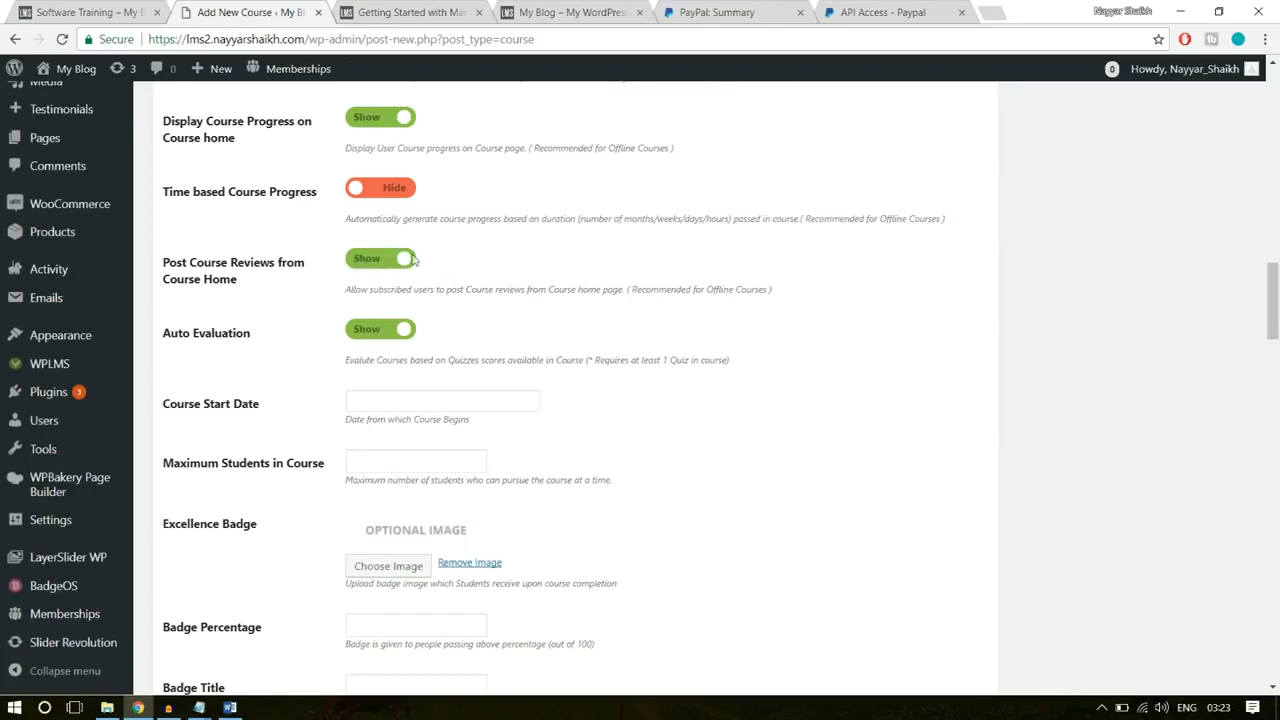 Software Training – My B
Add New Course ‹ My Bl
Getting Started with Mas
My Blog – My WordPress
PayPal: Summary
API Access - Paypal
Nayyar Shaikh
Secure
https://lms2.nayyarshaikh.com/wp-admin/post-new.php?post_type=course
My Blog
3
0
New
Memberships
0
Howdy, Nayyar_Shaikh
Media
Testimonials
Pages
Comments
WooCommerce
Products
Activity
Emails
Appearance
WPLMS
Plugins 3
Users
Tools
WPBakery Page
Builder
Settings
LayerSlider WP
BadgeOS
Memberships
Slider Revolution
Collapse menu
Display Course Progress on
Course home
Show
Display User Course progress on Course page. ( Recommended for Offline Courses )
Time based Course Progress
Hide
Automatically generate course progress based on duration (number of months/weeks/days/hours) passed in course.( Recommended for Offline Courses )
Post Course Reviews from
Course Home
Show
Allow subscribed users to post Course reviews from Course home page. ( Recommended for Offline Courses )
Auto Evaluation
Show
Evalute Courses based on Quizzes scores available in Course (* Requires at least 1 Quiz in course)
Course Start Date
Date from which Course Begins
Maximum Students in Course
Maximum number of students who can pursue the course at a time.
Excellence Badge
OPTIONAL IMAGE
Choose Image
Remove Image
Upload badge image which Students receive upon course completion
Badge Percentage
Badge is given to people passing above percentage (out of 100)
Badge Title
ENG
03:23